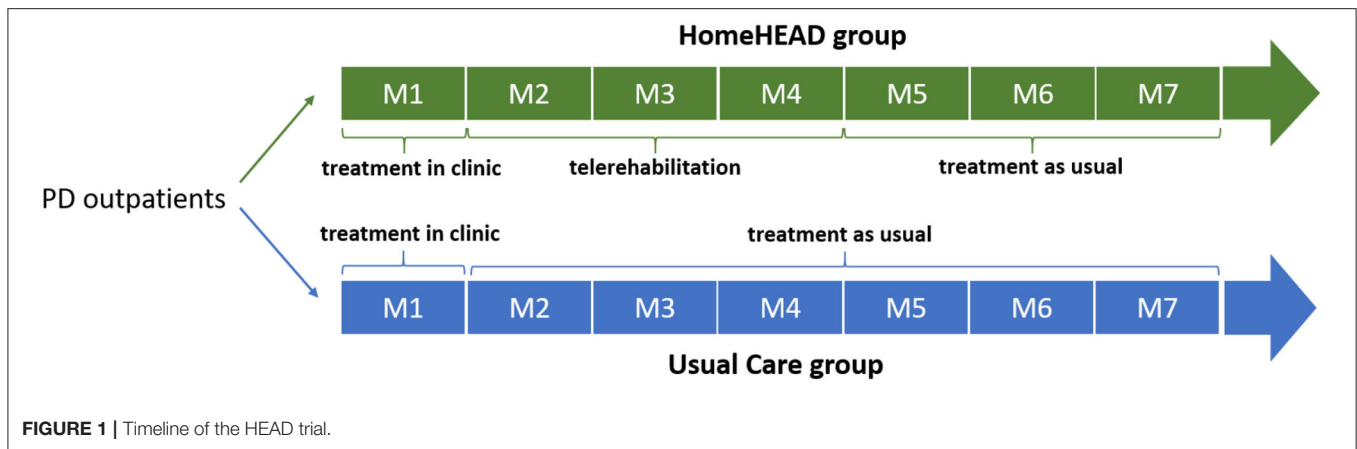 HomeHEAD group
M1 M2 M3 M4 M5 M6 M7
treatment in clinic telerehabilitation treatment as usual
PD outpatients
treatment in clinic treatment as usual
M1 M2 M3 M4 M5 M6 M7
Usual Care group
FIGURE 1 | Timeline of the HEAD trial.